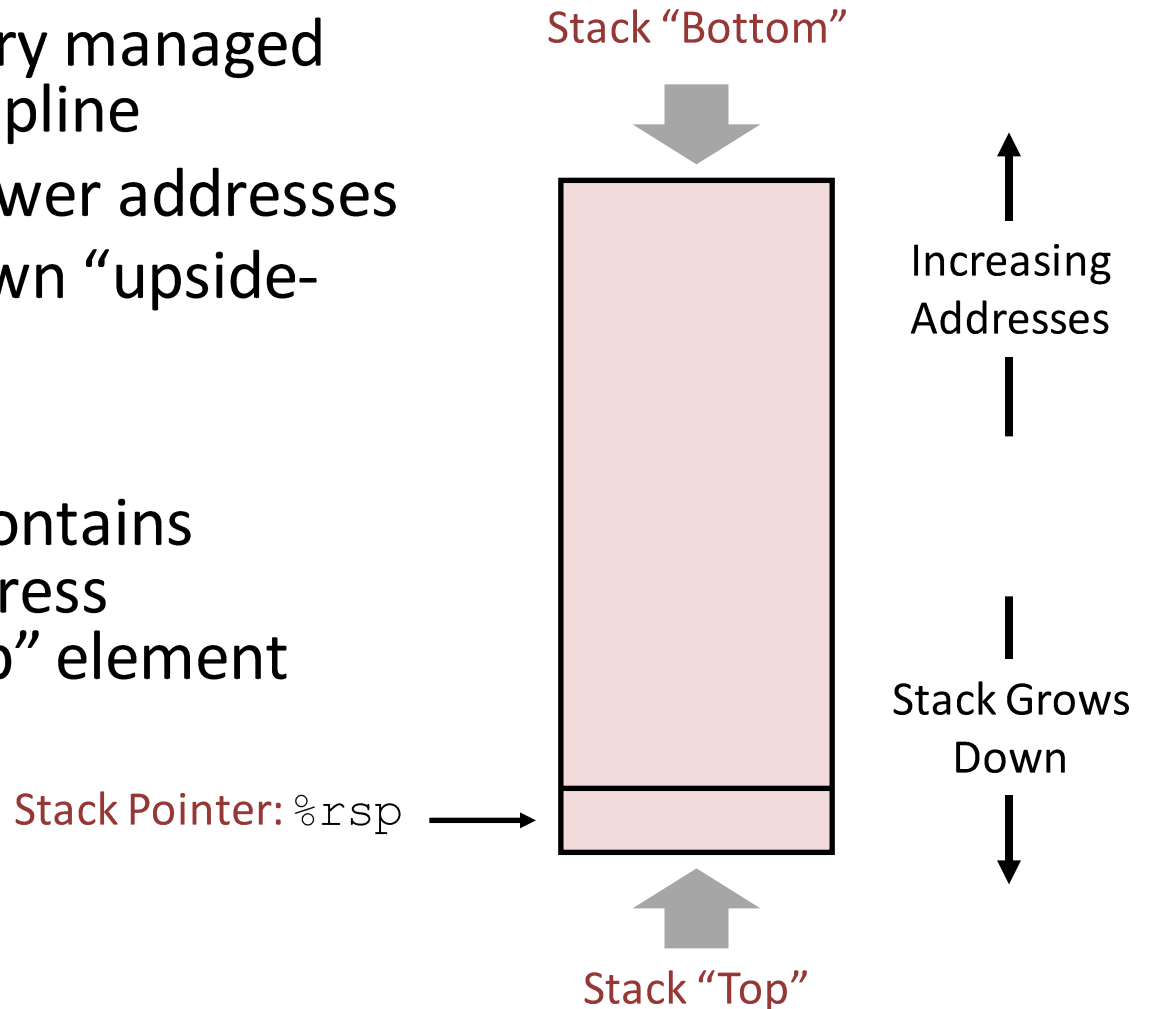 ry managed
pline
wer addresses
wn “upside-
ontains
ress
” element
Stack “Bottom”
Increasing
Addresses
Stack Grows
Down
Stack Pointer: %rsp
Stack “Top”